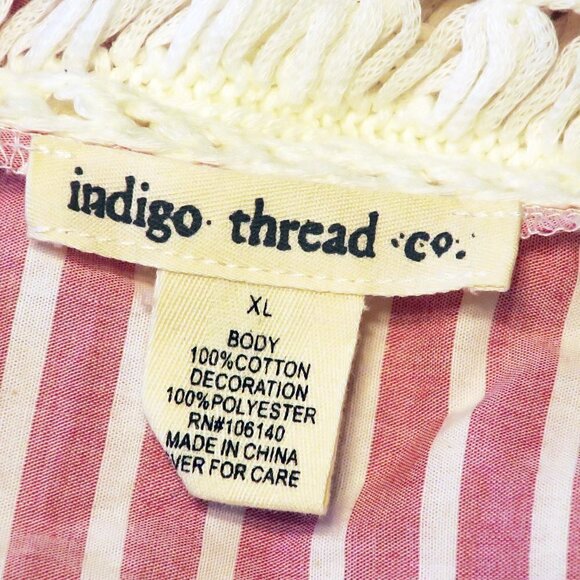 indigo· thread ·co.
XL
BODY
100%COTTON
DECORATION
100%POLYESTER
RN#106140
MADE IN CHINA
VER FOR CARE